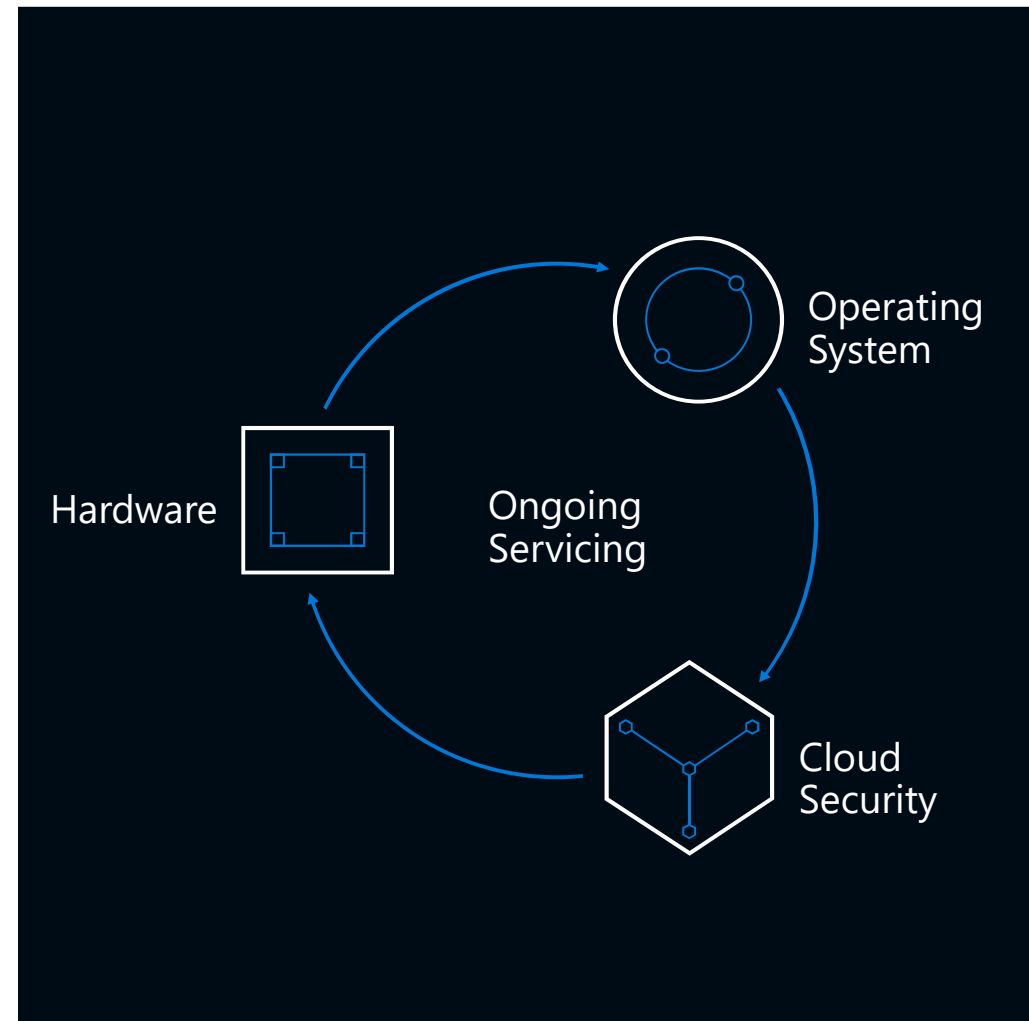 Operating
System
Hardware
Ongoing
Servicing
Cloud
Security